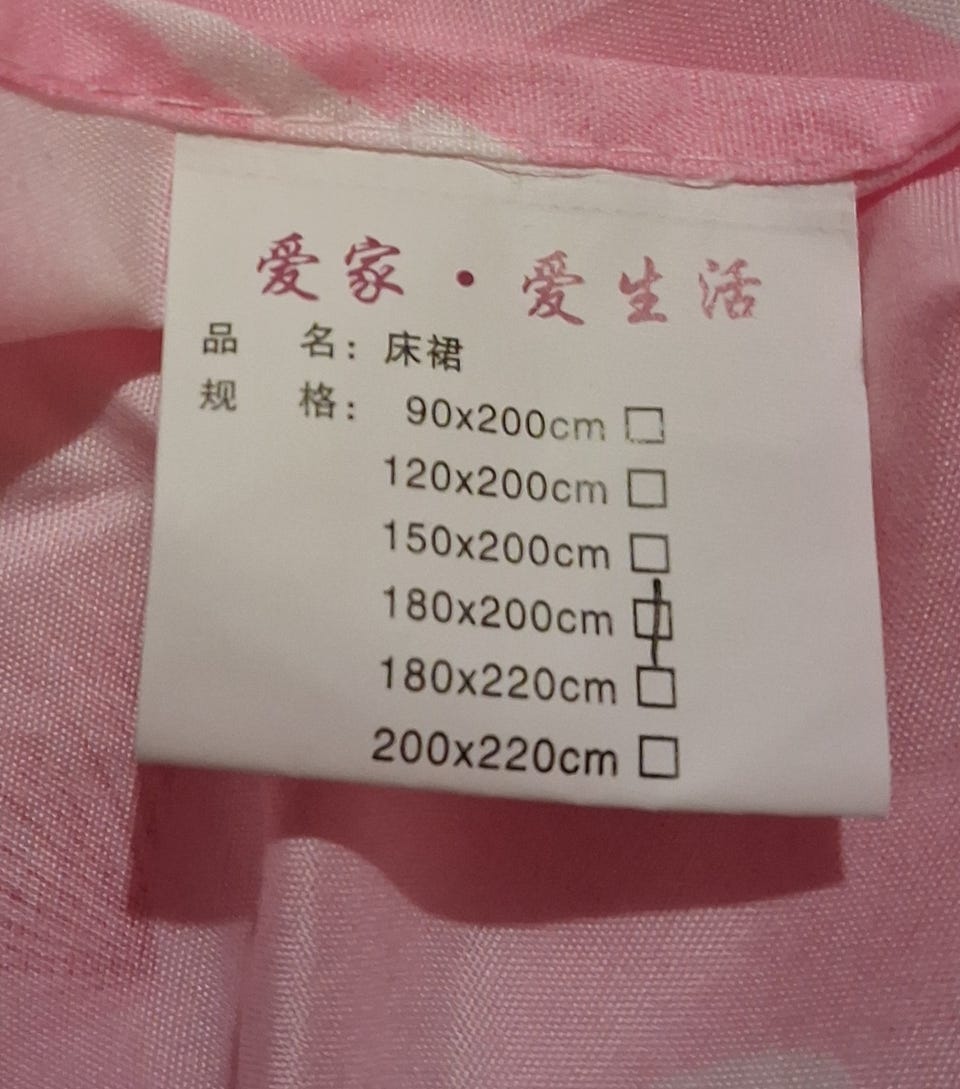 爱家·爱生活
品 名：床裙
规 格： 90x200cm □
120x200cm □
150x200cm □
180x200cm □
180x220cm □
200x220cm □